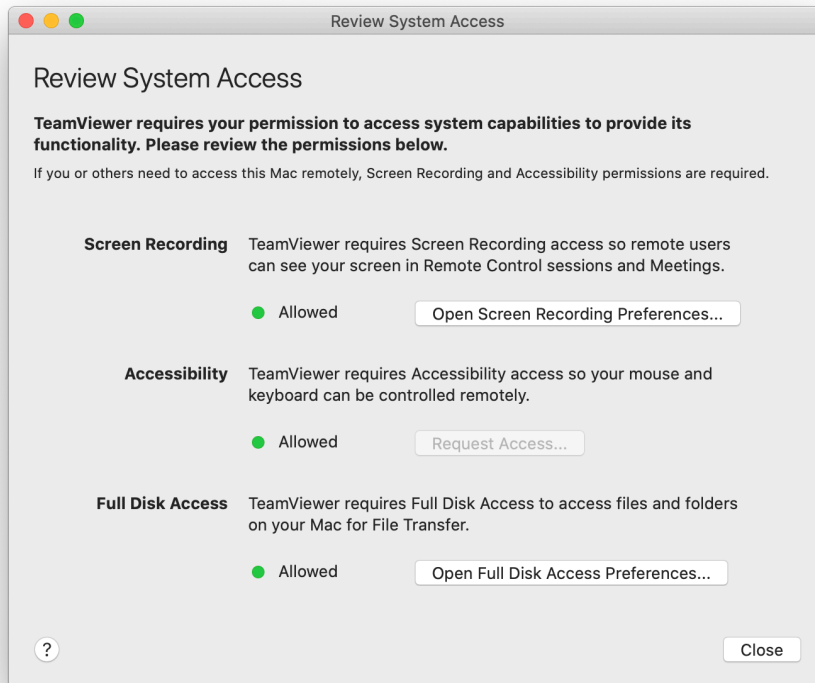 Review System Access
Review System Access
TeamViewer requires your permission to access system capabilities to provide its
functionality. Please review the permissions below.
If you or others need to access this Mac remotely, Screen Recording and Accessibility permissions are required.
Screen Recording TeamViewer requires Screen Recording access so remote users
can see your screen in Remote Control sessions and Meetings.
Allowed Open Screen Recording Preferences...
Accessibility TeamViewer requires Accessibility access so your mouse and
keyboard can be controlled remotely.
Allowed Request Access...
Full Disk Access TeamViewer requires Full Disk Access to access files and folders
on your Mac for File Transfer.
Allowed Open Full Disk Access Preferences...
? Close